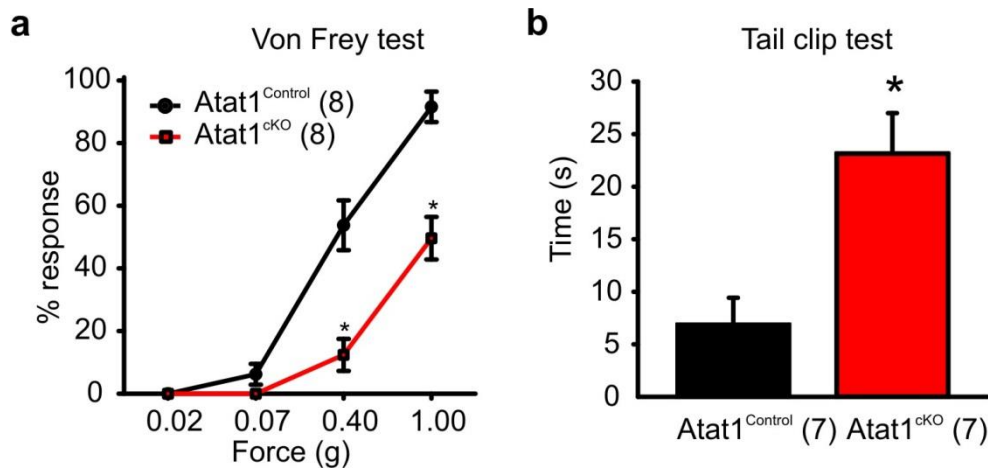 a
Von Frey test
100
80
60
40
20
0
% response
Atat1Control (8)
Atat1cKO (8)
*
*
0.02 0.07 0.40 1.00
Force (g)
b
Tail clip test
30
25
20
15
10
5
0
Time (s)
*
Atat1Control (7) Atat1cKO (7)